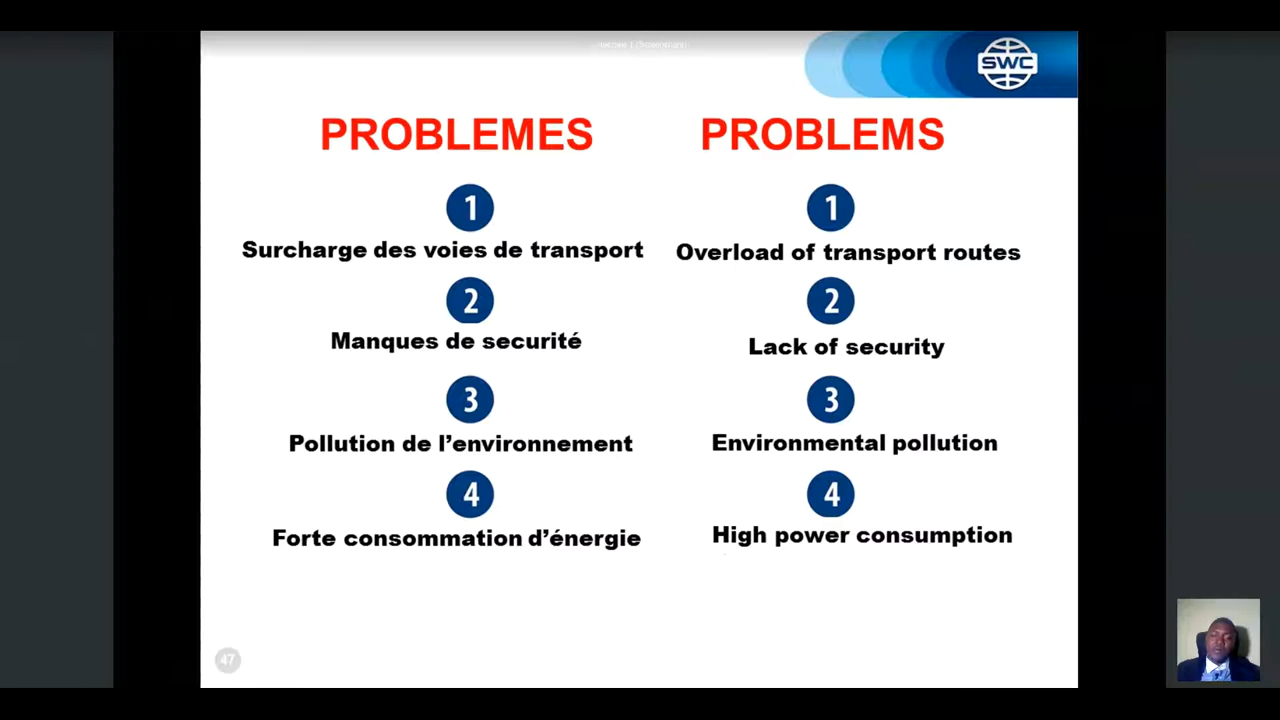 SWC
PROBLEMES
1
Surcharge des voies de transport
2
Manques de securité
3
Pollution de l’environnement
4
Forte consommation d’énergie
PROBLEMS
1
Overload of transport routes
2
Lack of security
3
Environmental pollution
4
High power consumption
47